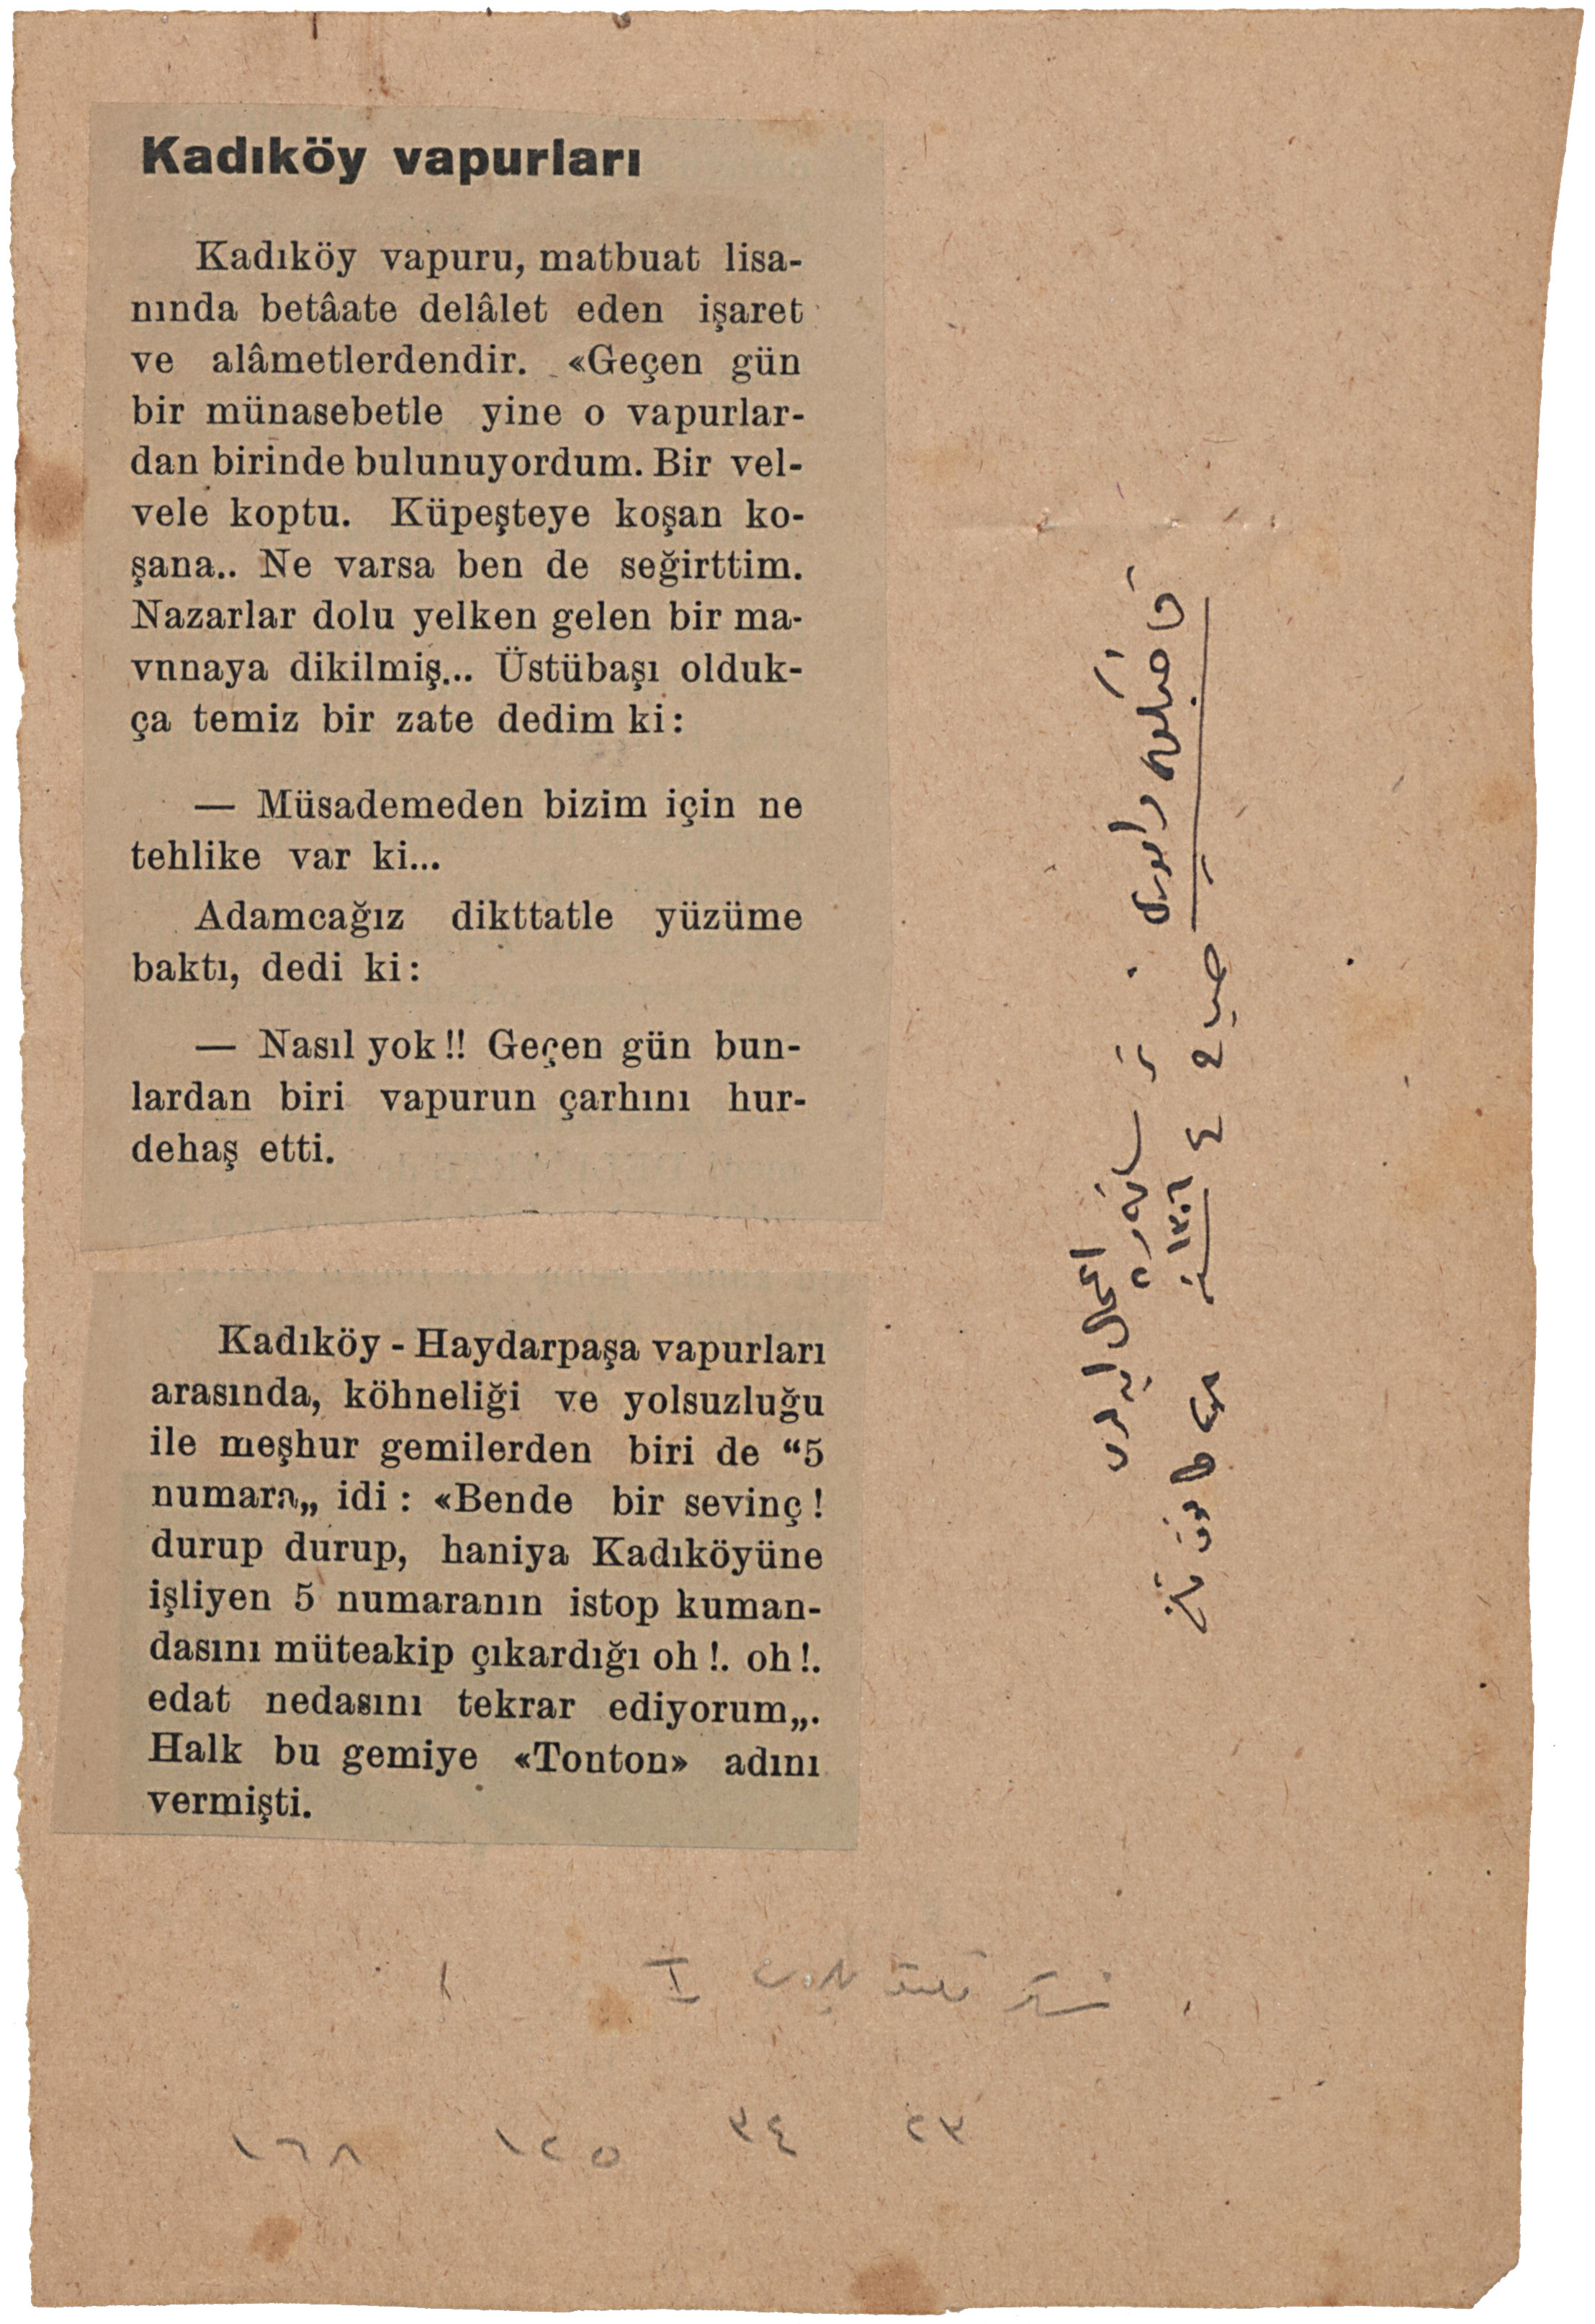 Kadıköy vapurları
Kadıköy vapuru, matbuat lisa-
nında betâate delâlet eden işaret
ve alâmetlerdendir. «Geçen gün
bir münasebetle yine o vapurlar-
dan birinde bulunuyordum. Bir vel-
vele koptu. Küpeşteye koşan ko-
şana.. Ne varsa ben de seğirttim.
Nazarlar dolu yelken gelen bir ma-
vnnaya dikilmiş... Üstübaşı olduk-
ça temiz bir zate dedim ki:
— Müsademeden bizim için ne
tehlike var ki...
Adamcağız dikttatle yüzüme
baktı, dedi ki:
— Nasıl yok!! Geçen gün bun-
lardan biri vapurun çarhını hur-
dehaş etti.
Kadıköy - Haydarpaşa vapurları
arasında, köhneliği ve yolsuzluğu
ile meşhur gemilerden biri de “5
numara„ idi : «Bende bir sevinç !
durup durup, haniya Kadıköyüne
işliyen 5 numaranın istop kuman-
dasını müteakip çıkardığı oh !. oh !.
edat nedasını tekrar ediyorum„.
Halk bu gemiye «Tonton» adını
vermişti.
١٣٠٦
I
٢٣ ٣٤ ١٢٥ ١٦٨